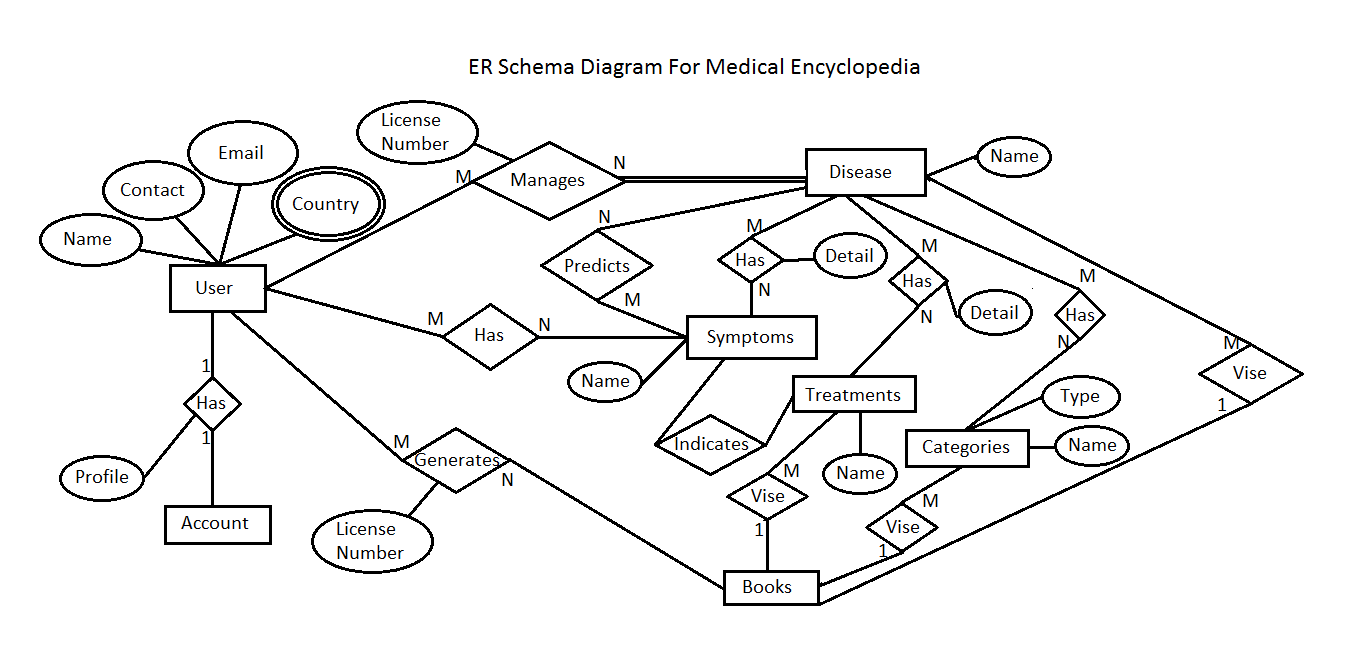 ER Schema Diagram For Medical Encyclopedia
License
Number
Email
Contact
Country
Name
Manages
M
N
Disease
Name
User
N
Predicts
M
M
Has
N
Detail
M
Has
N
Detail
M
Has
N
M
Has
N
Symptoms
Name
M
Vise
1
1
Has
1
Profile
Account
Treatments
Name
Indicates
Type
Categories
Name
M
Generates
N
License
Number
M
Vise
1
M
Vise
1
Books